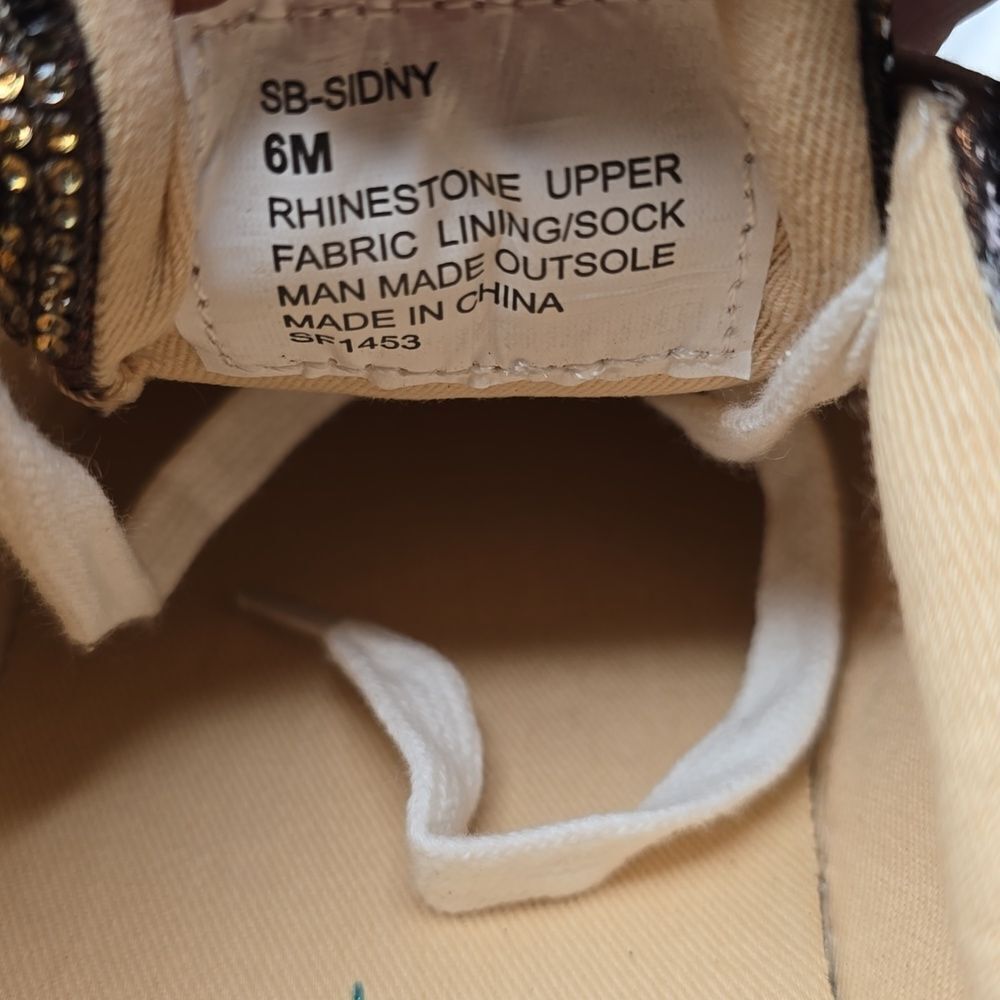 SB-SIDNY
6M
RHINESTONE UPPER
FABRIC LINING/SOCK
MAN MADE OUTSOLE
MADE IN CHINA
SF1453